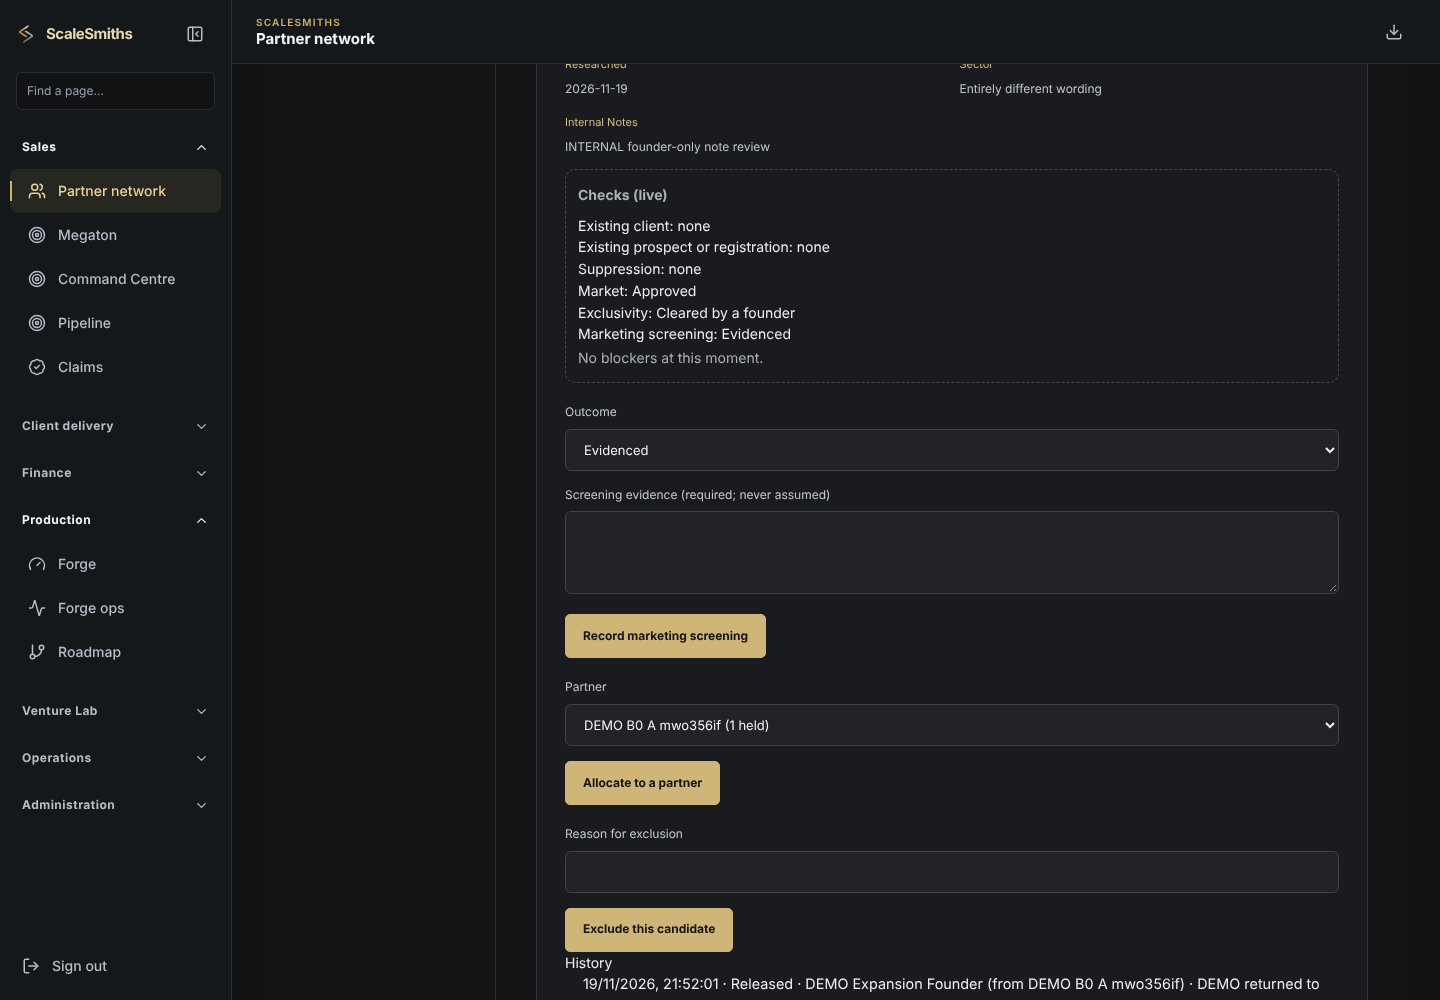 ScaleSmiths
SCALESMITHS
Partner network
Find a page...
Sales
Partner network
Megaton
Command Centre
Pipeline
Claims
Client delivery
Finance
Production
Forge
Forge ops
Roadmap
Venture Lab
Operations
Administration
Sign out
Researched
Sector
2026-11-19
Entirely different wording
Internal Notes
INTERNAL founder-only note review
Checks (live)
Existing client: none
Existing prospect or registration: none
Suppression: none
Market: Approved
Exclusivity: Cleared by a founder
Marketing screening: Evidenced
No blockers at this moment.
Outcome
Evidenced
Screening evidence (required; never assumed)
Record marketing screening
Partner
DEMO B0 A mwo356if (1 held)
Allocate to a partner
Reason for exclusion
Exclude this candidate
History
19/11/2026, 21:52:01 · Released · DEMO Expansion Founder (from DEMO B0 A mwo356if) · DEMO returned to